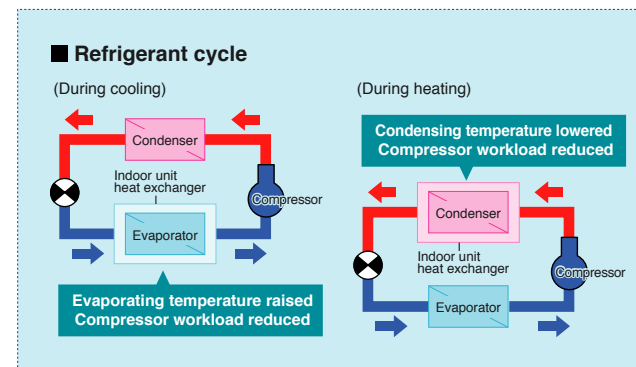 ■ Refrigerant cycle
(During cooling)
Condenser
Indoor unit
heat exchanger
Compressor
Evaporator
Evaporating temperature raised
Compressor workload reduced
(During heating)
Condensing temperature lowered
Compressor workload reduced
Condenser
Indoor unit
heat exchanger
Compressor
Evaporator